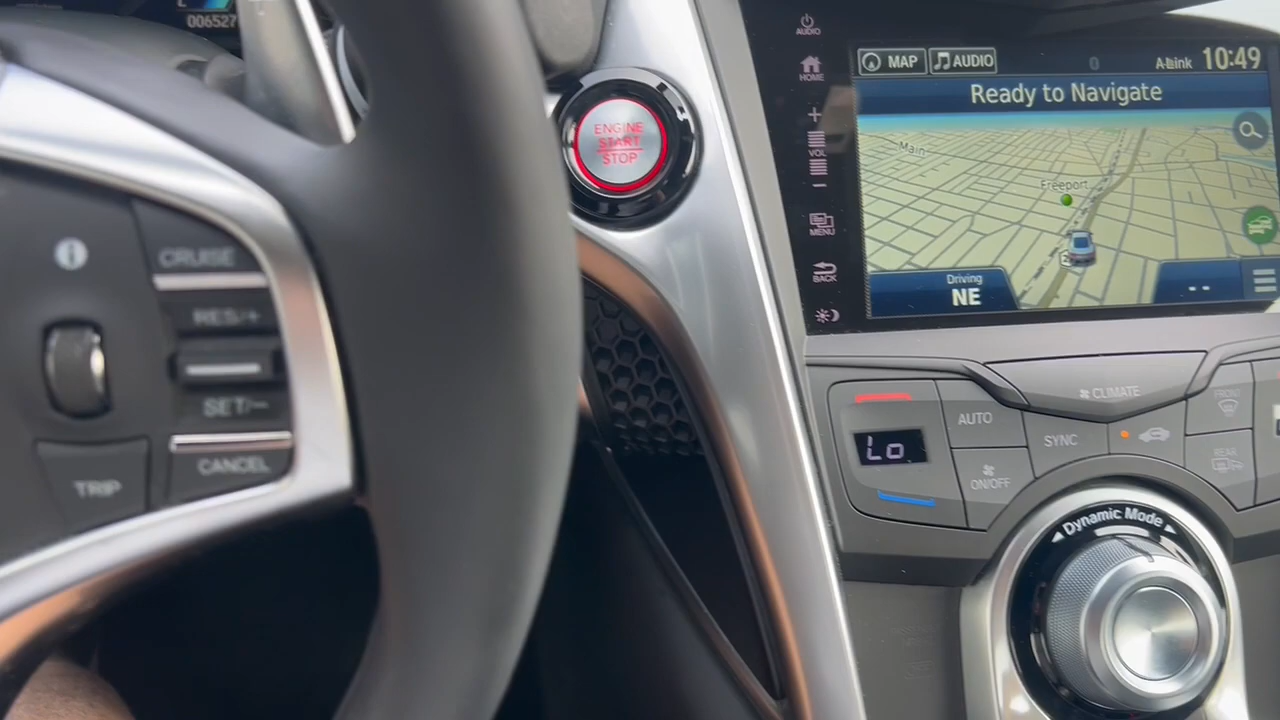 006527
AUDIO
HOME
+
VOL
-
MENU
BACK
MAP
AUDIO
A-Link
10:49
Ready to Navigate
Main
Freeport
Driving
NE
--
ENGINE
START
STOP
i
CRUISE
RES/+
SET/-
CANCEL
TRIP
Lo
AUTO
ON/OFF
SYNC
CLIMATE
FRONT
REAR
Dynamic Mode